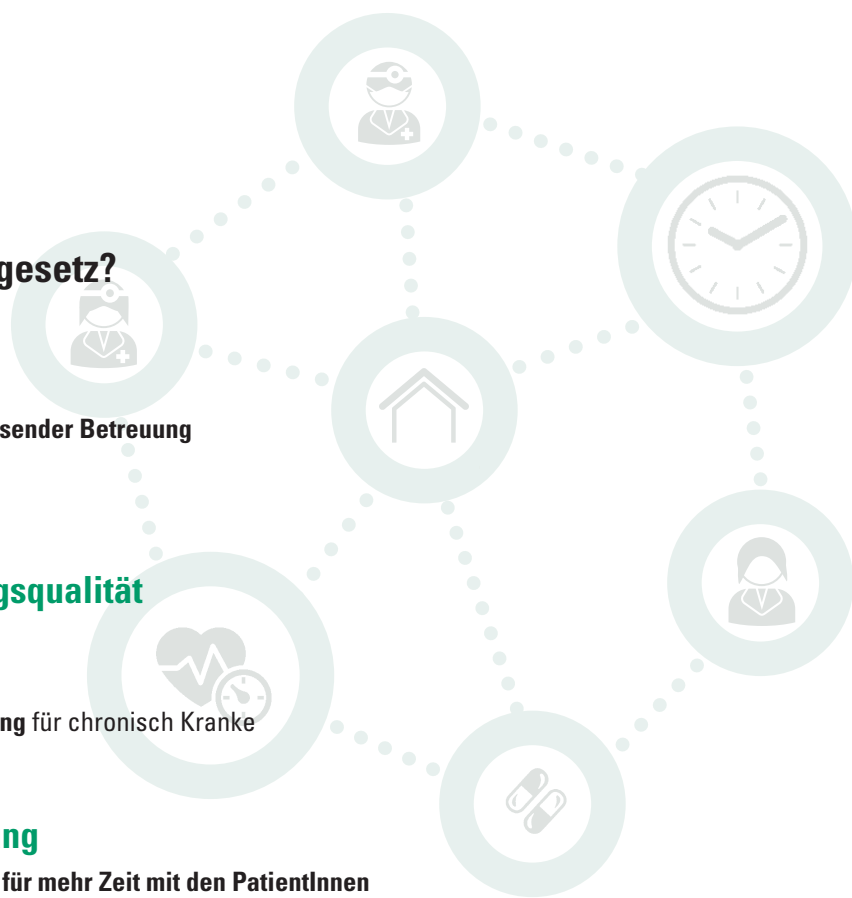 gesetz?
sender Betreuung
gsqualität
ng für chronisch Kranke
ng
für mehr Zeit mit den PatientInnen